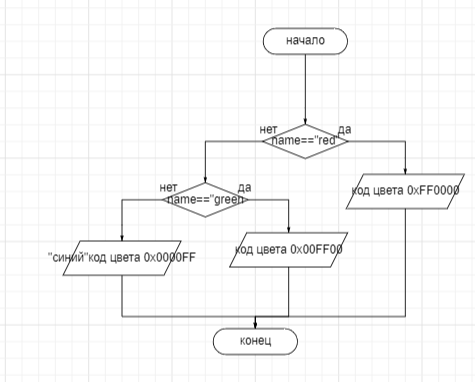 начало
нет
да
name=="red"
код цвета 0xFF0000
нет
да
name=="green
"синий"код цвета 0x0000FF
код цвета 0x00FF00
конец